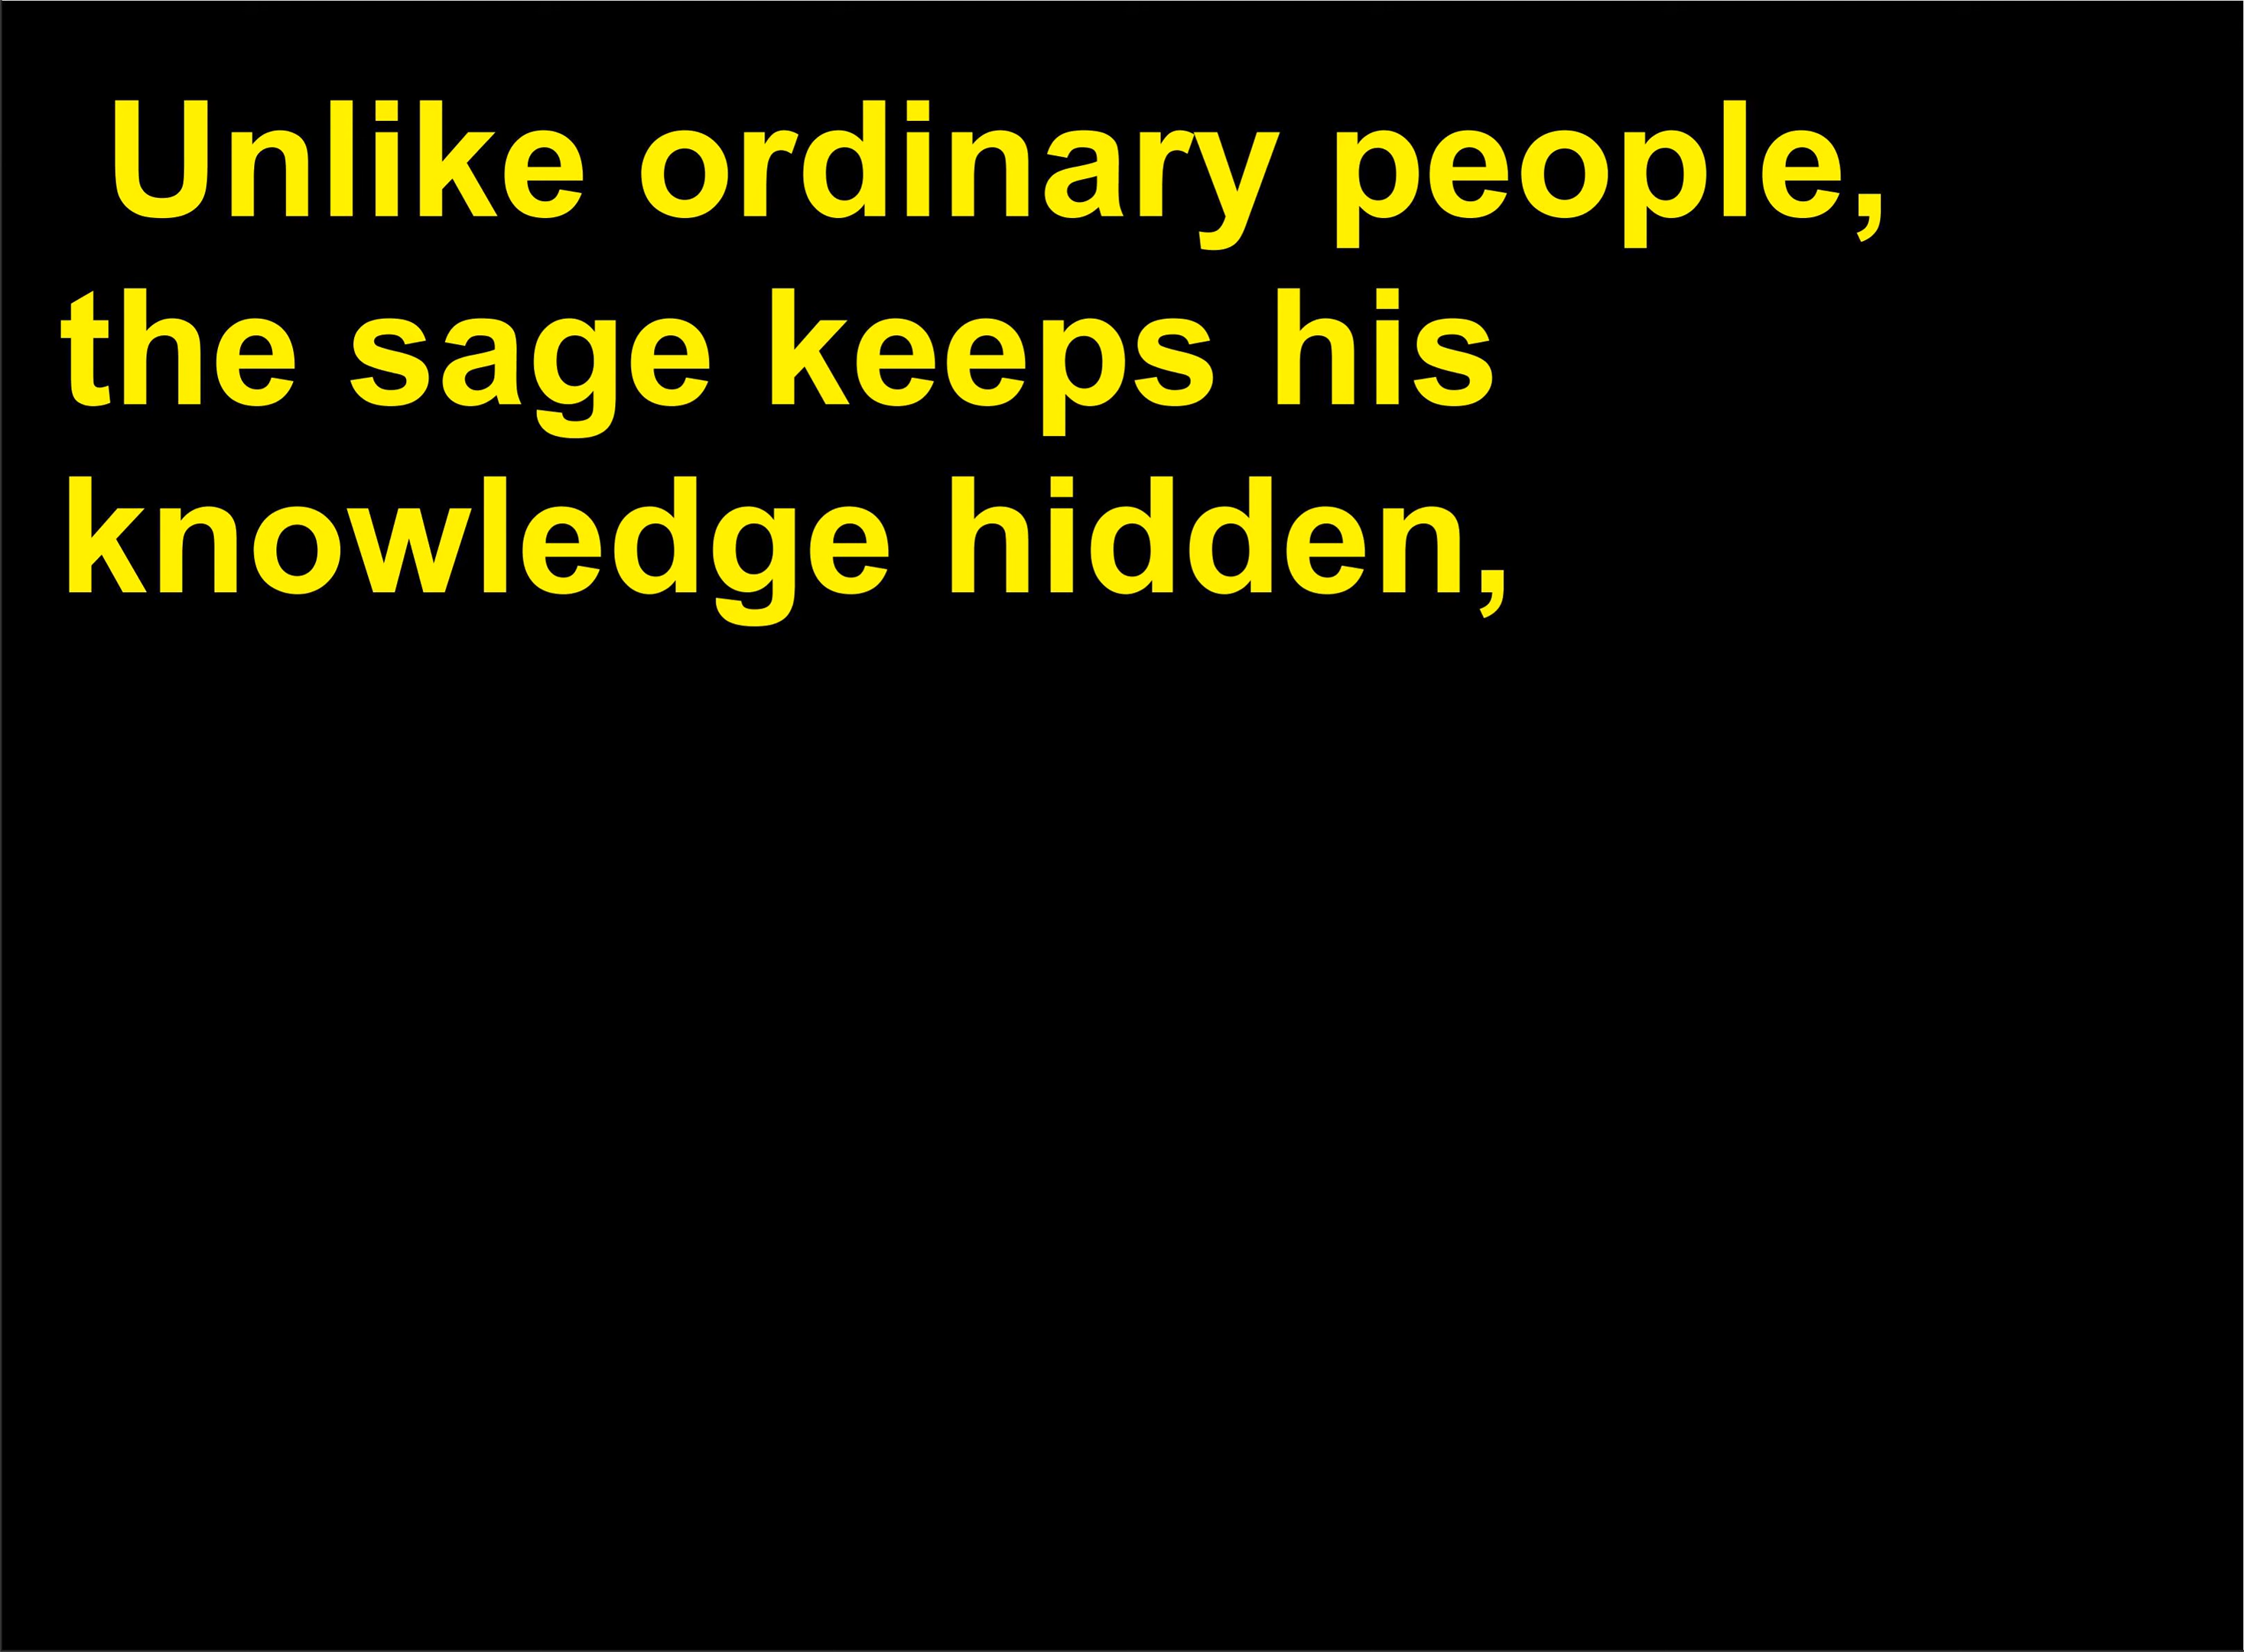 Unlike ordinary people,
the sage keeps his
knowledge hidden,